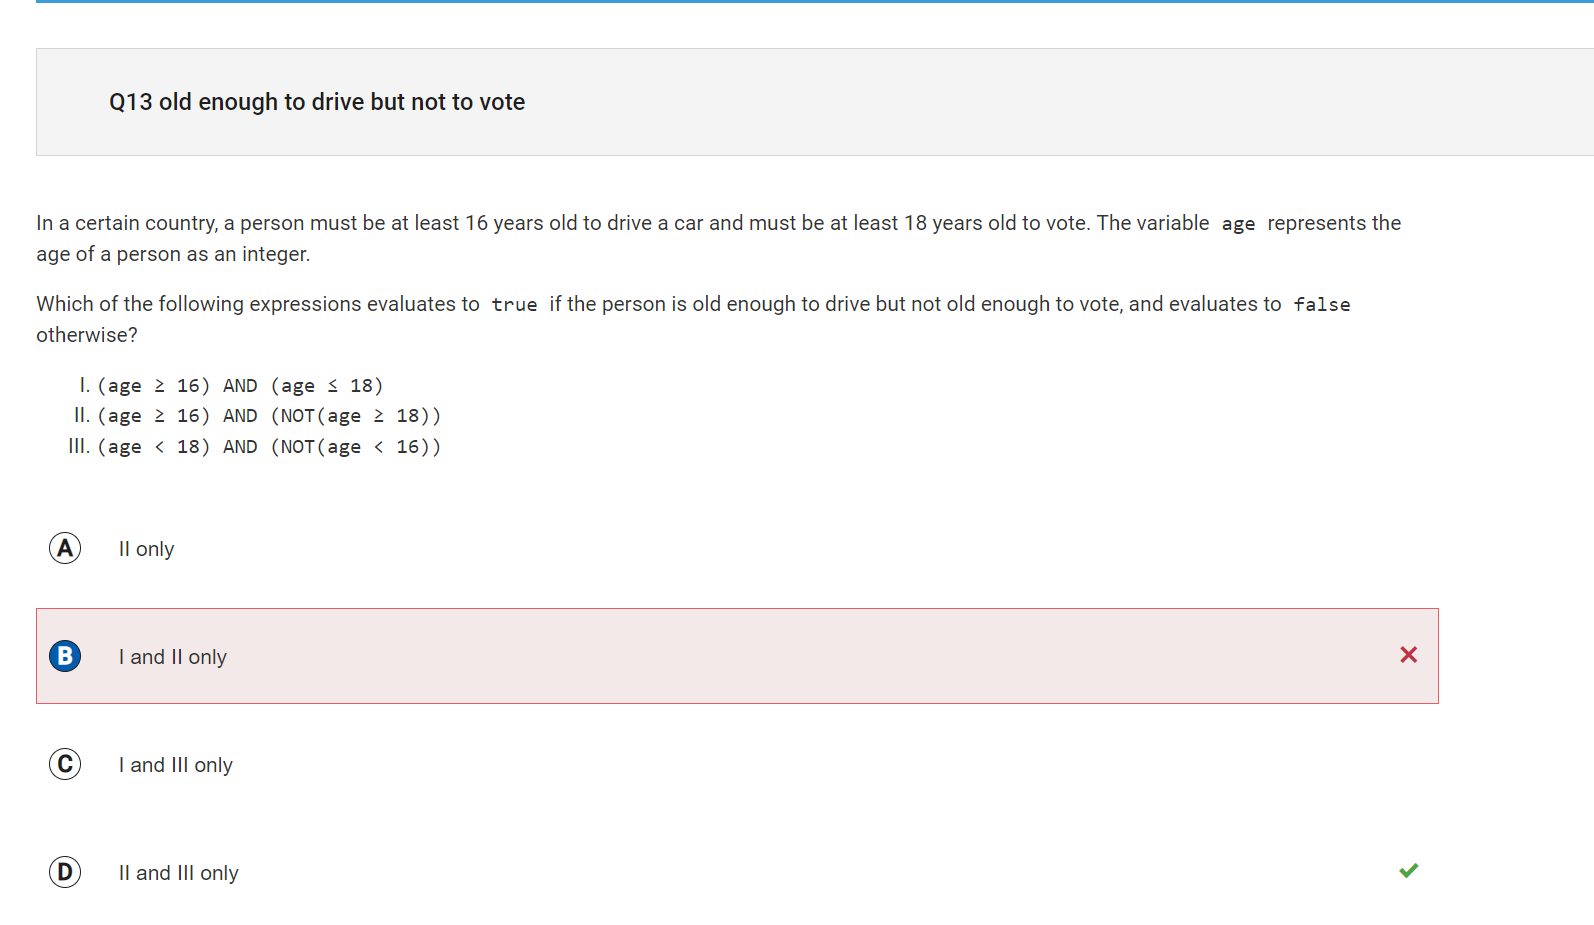 Q13 old enough to drive but not to vote
In a certain country, a person must be at least 16 years old to drive a car and must be at least 18 years old to vote. The variable age represents the
age of a person as an integer.
Which of the following expressions evaluates to true if the person is old enough to drive but not old enough to vote, and evaluates to false
otherwise?
I. (age ≥ 16) AND (age ≤ 18)
II. (age ≥ 16) AND (NOT(age ≥ 18))
III. (age < 18) AND (NOT(age < 16))
A II only
B I and II only
C I and III only
D II and III only